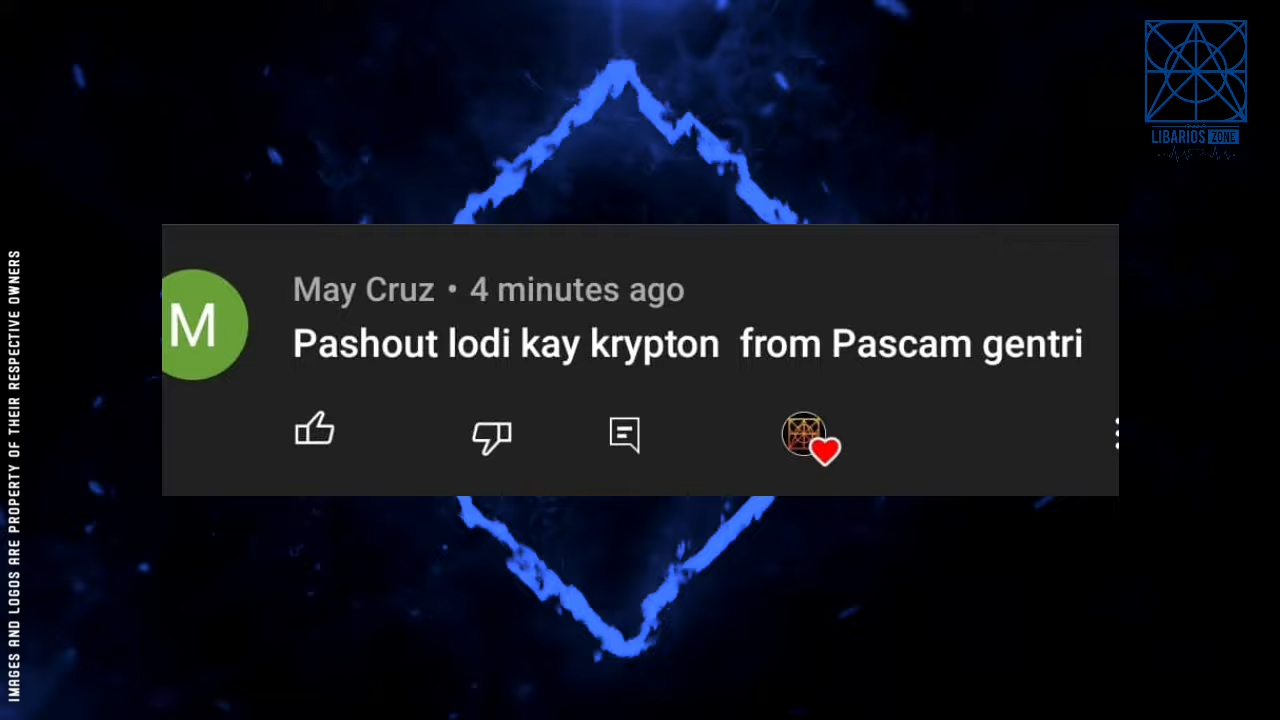 LIBARIOS ZONE
M
May Cruz • 4 minutes ago
Pashout lodi kay krypton from Pascam gentri
IMAGES AND LOGOS ARE PROPERTY OF THEIR RESPECTIVE OWNERS